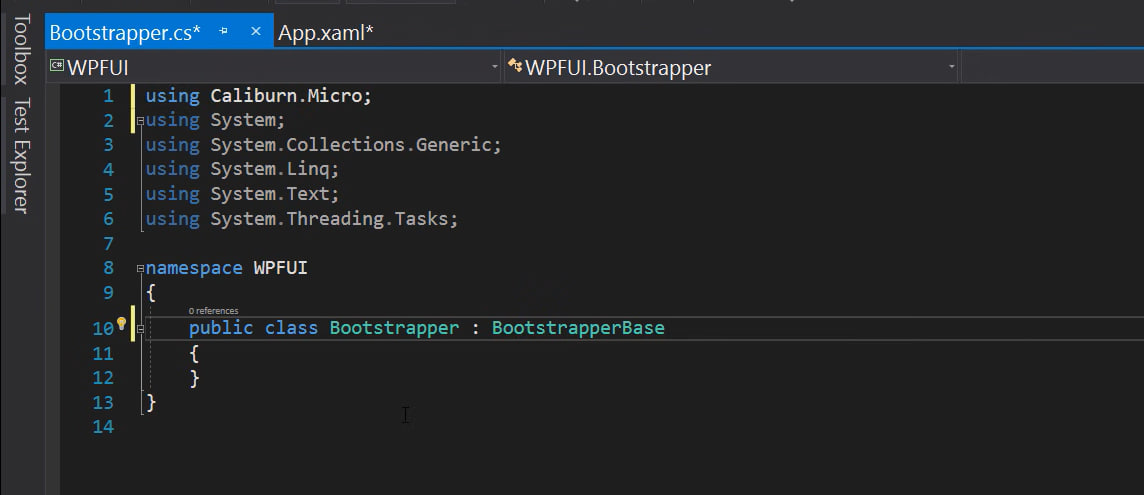 Toolbox
Test Explorer
Bootstrapper.cs*
App.xaml*
C# WPFUI
WPFUI.Bootstrapper
1 using Caliburn.Micro;
2 using System;
3 using System.Collections.Generic;
4 using System.Linq;
5 using System.Text;
6 using System.Threading.Tasks;
7
8 namespace WPFUI
9 {
0 references
10 public class Bootstrapper : BootstrapperBase
11 {
12 }
13 }
14